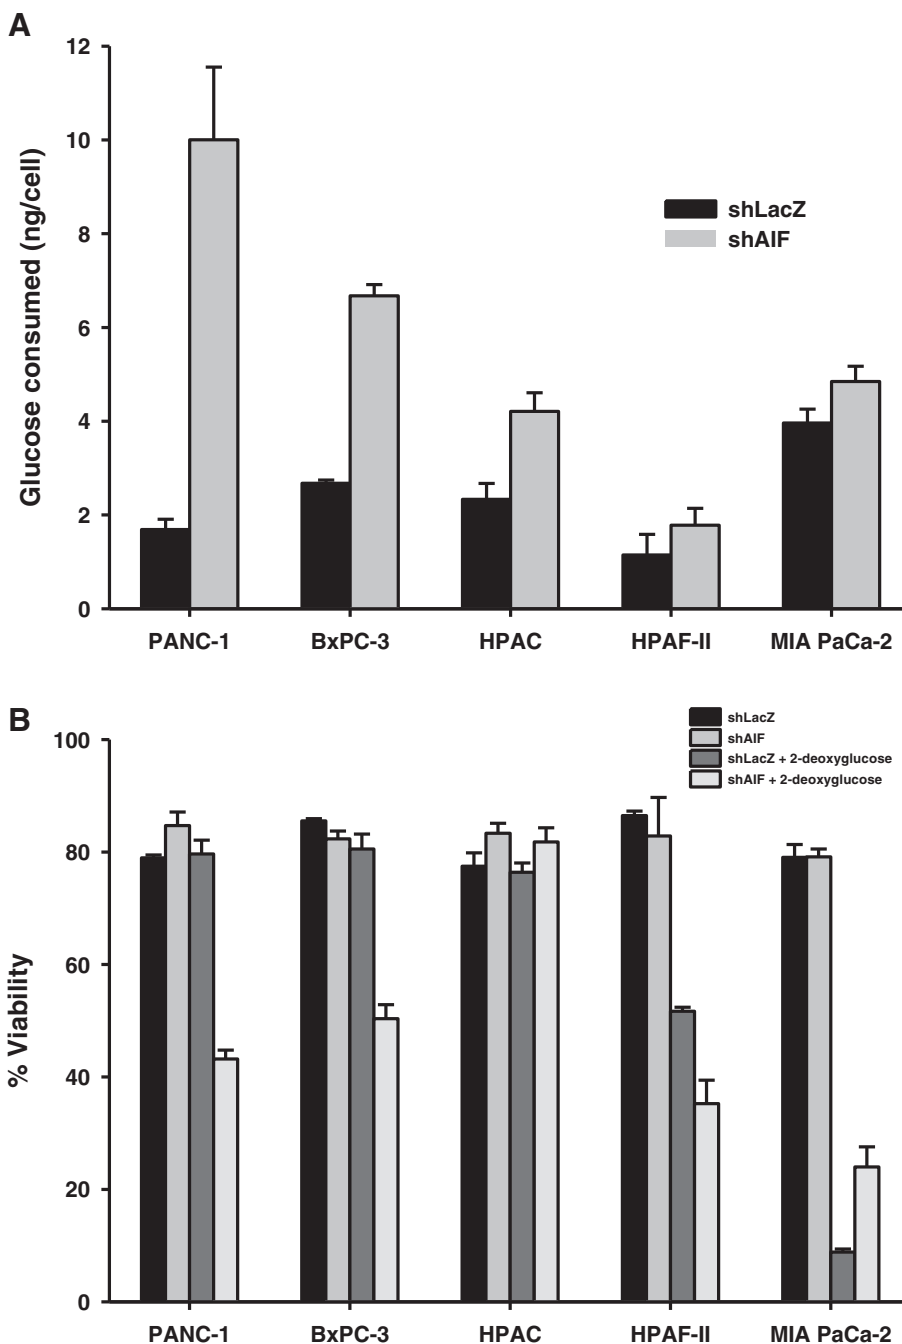 A
12
10
8
6
4
2
0
Glucose consumed (ng/cell)
shLacZ
shAIF
PANC-1 BxPC-3 HPAC HPAF-II MIA PaCa-2
B
100
80
60
40
20
0
% Viability
shLacZ
shAIF
shLacZ + 2-deoxyglucose
shAIF + 2-deoxyglucose
PANC-1 BxPC-3 HPAC HPAF-II MIA PaCa-2